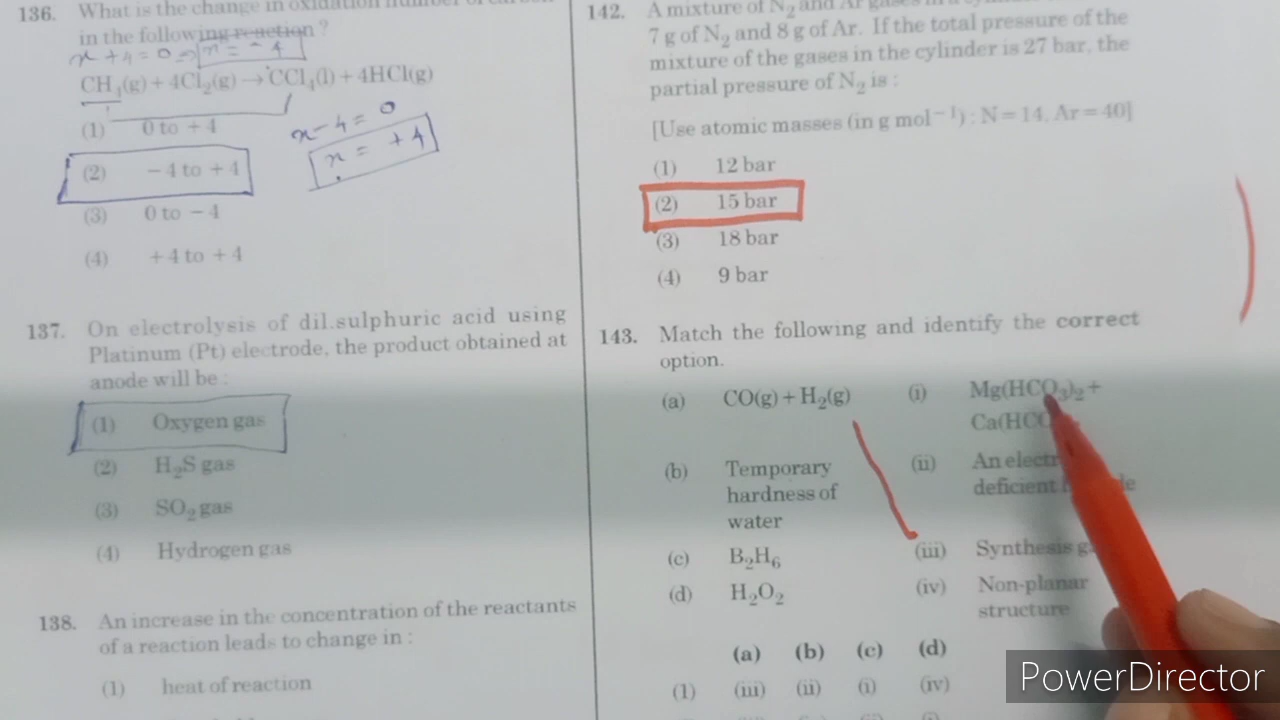 136. What is the change in oxidation number of
in the following reaction ?
x + 4 = 0 ⇒ x = - 4
CH4(g) + 4Cl2(g) → CCl4(l) + 4HCl(g)
x - 4 = 0
x = + 4
(1) 0 to + 4
(2) - 4 to + 4
(3) 0 to - 4
(4) + 4 to + 4
137. On electrolysis of dil.sulphuric acid using
Platinum (Pt) electrode, the product obtained at
anode will be :
(1) Oxygen gas
(2) H2S gas
(3) SO2 gas
(4) Hydrogen gas
138. An increase in the concentration of the reactants
of a reaction leads to change in :
(1) heat of reaction
142. A mixture of N2 and Ar gases in a
7 g of N2 and 8 g of Ar. If the total pressure of the
mixture of the gases in the cylinder is 27 bar, the
partial pressure of N2 is :
[Use atomic masses (in g mol-1) : N = 14, Ar = 40]
(1) 12 bar
(2) 15 bar
(3) 18 bar
(4) 9 bar
143. Match the following and identify the correct
option.
(a) CO(g) + H2(g) (i) Mg(HCO3)2 +
Ca(HCO
(b) Temporary (ii) An electr
hardness of deficient
water
(c) B2H6 (iii) Synthesis
(d) H2O2 (iv) Non-planar
structure
(a) (b) (c) (d)
(1) (iii) (ii) (i) (iv)
PowerDirector